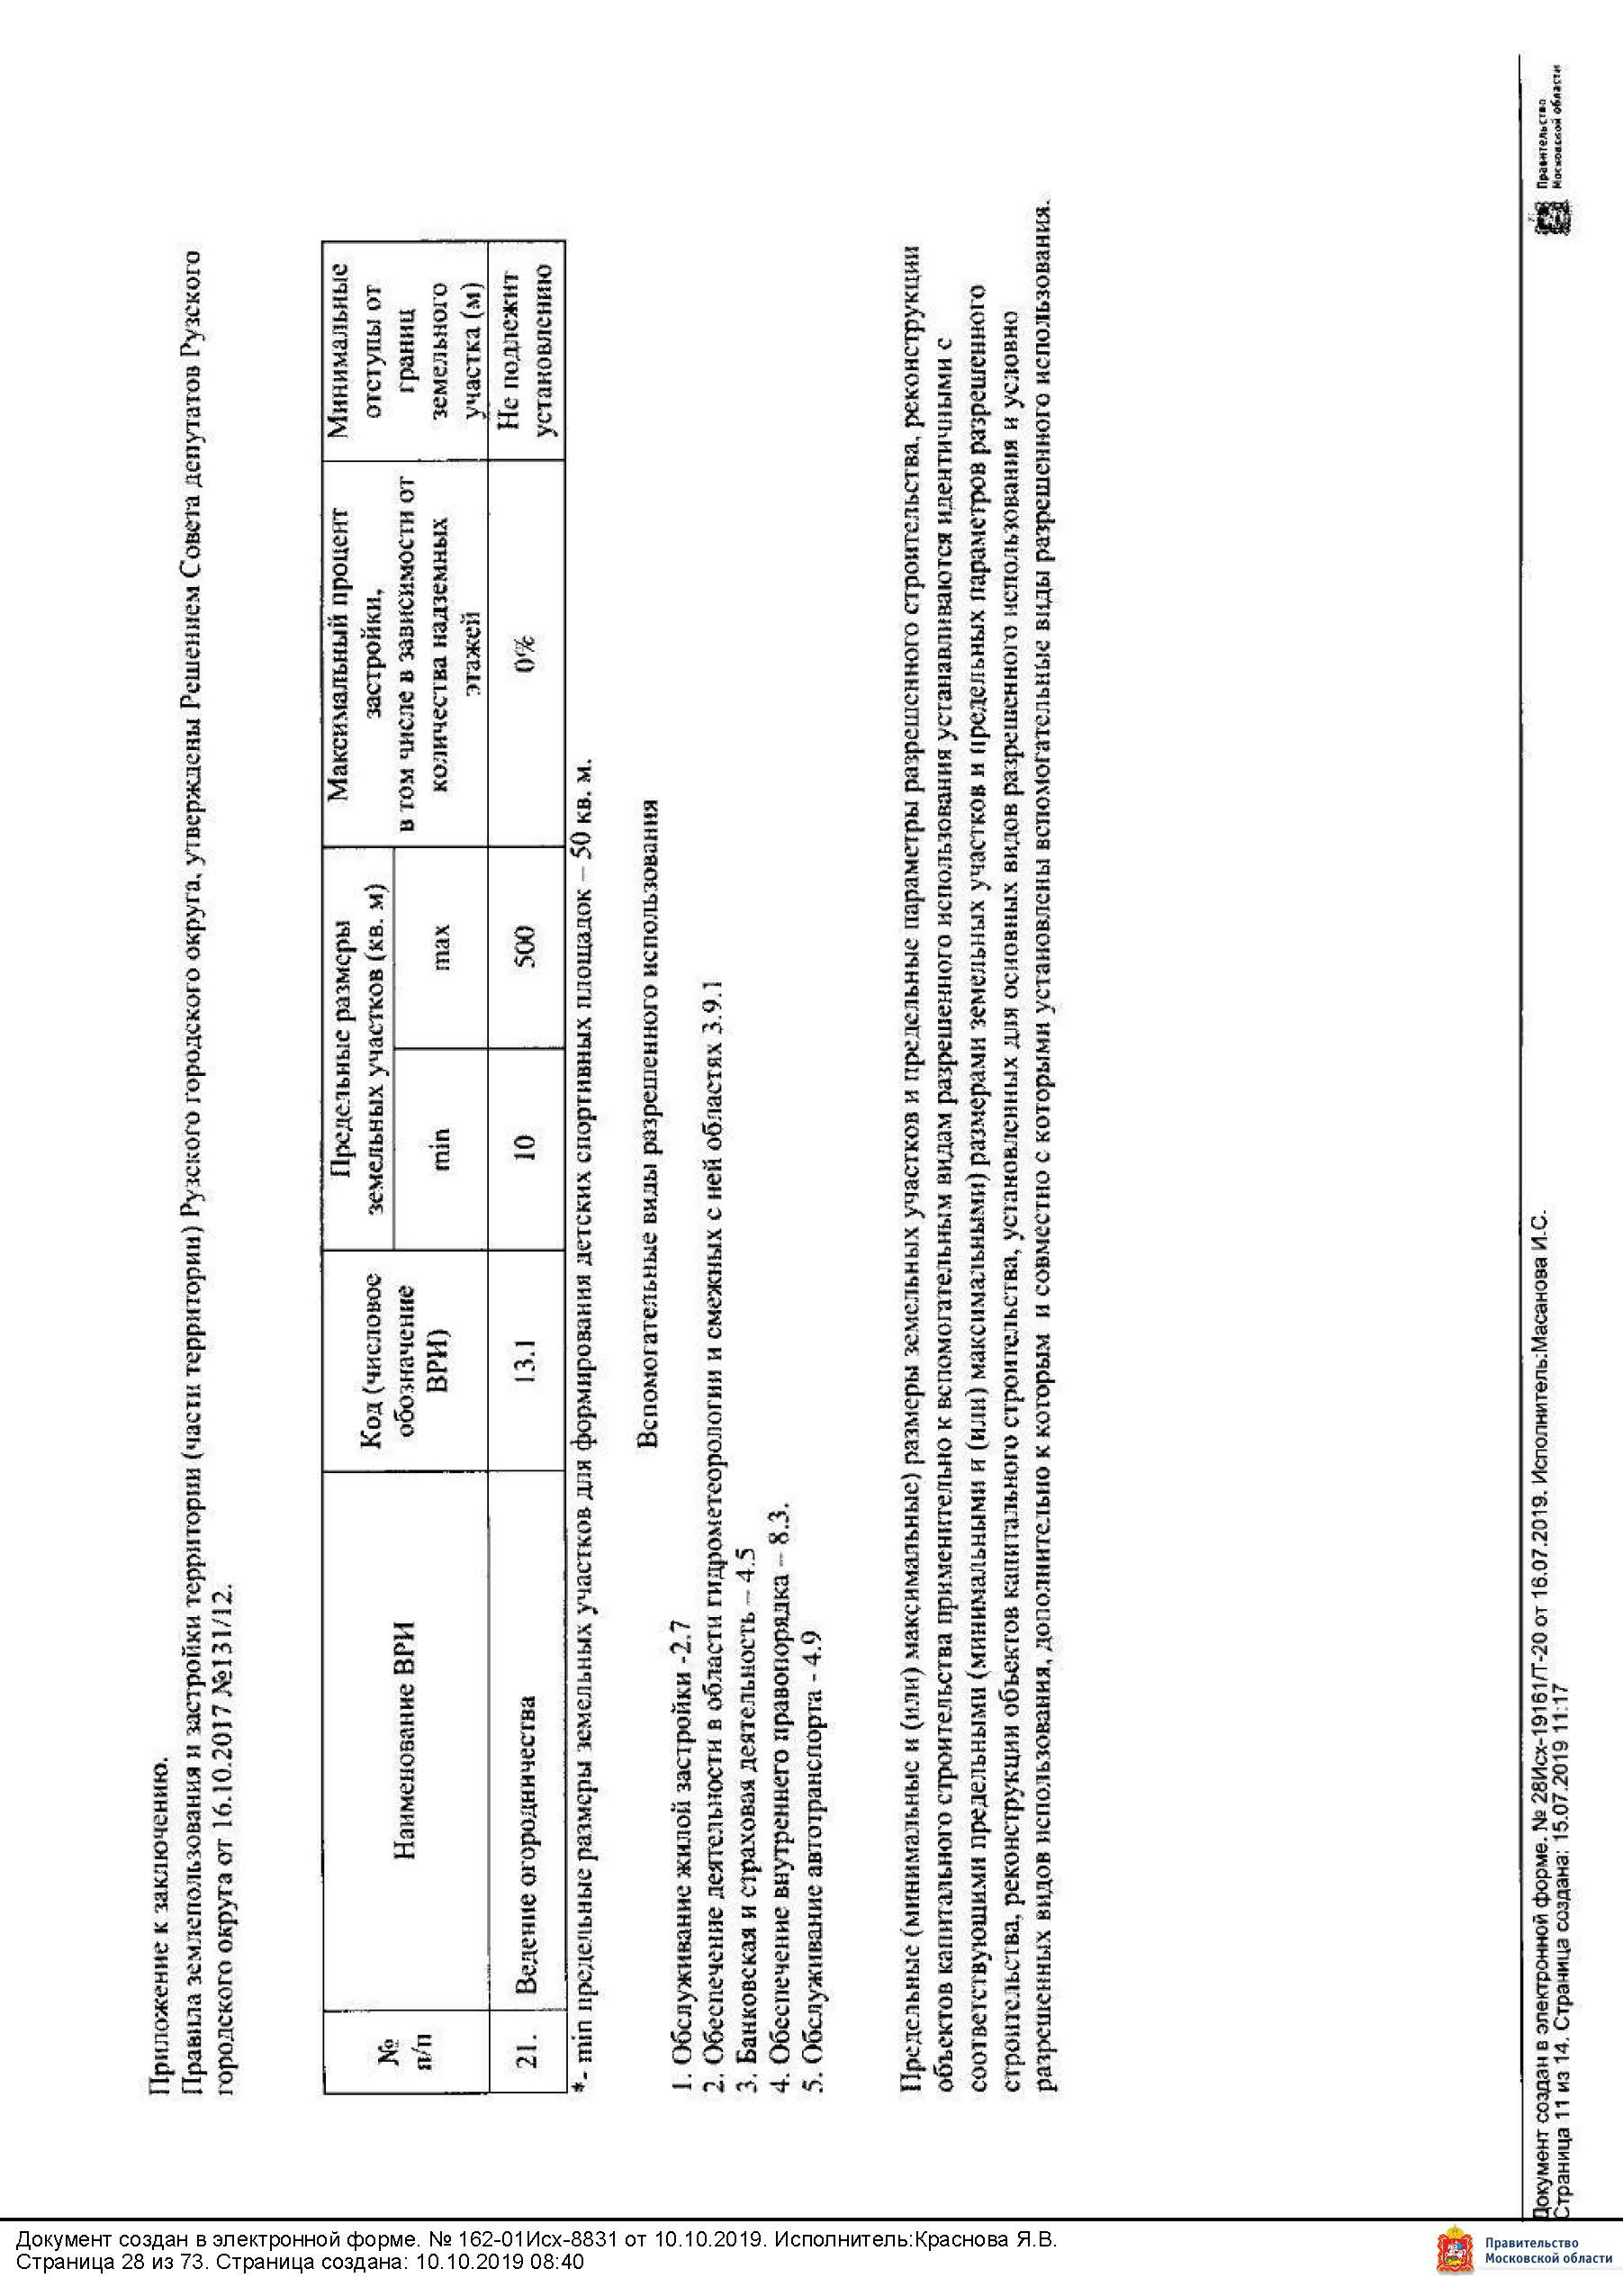 Приложение к заключению.
Правила землепользования и застройки территории (части территории) Рузского городского округа, утверждены Решением Совета депутатов Рузского
городского округа от 16.10.2017 №131/12.
№
п/п
Наименование ВРИ
Код (числовое
обозначение
ВРИ)
Предельные размеры
земельных участков (кв. м)
min
max
Максимальный процент
застройки,
в том числе в зависимости от
количества надземных
этажей
Минимальные
отступы от
границ
земельного
участка (м)
21.
Ведение огородничества
13.1
10
500
0%
Не подлежит
установлению
*- min предельные размеры земельных участков для формирования детских спортивных площадок – 50 кв. м.
Вспомогательные виды разрешенного использования
1. Обслуживание жилой застройки -2.7
2. Обеспечение деятельности в области гидрометеорологии и смежных с ней областях 3.9.1
3. Банковская и страховая деятельность – 4.5
4. Обеспечение внутреннего правопорядка – 8.3.
5. Обслуживание автотранспорта - 4.9
Предельные (минимальные и (или) максимальные) размеры земельных участков и предельные параметры разрешенного строительства, реконструкции
объектов капитального строительства применительно к вспомогательным видам разрешенного использования устанавливаются идентичными с
соответствующими предельными (минимальными и (или) максимальными) размерами земельных участков и предельных параметров разрешенного
строительства, реконструкции объектов капитального строительства, установленных для основных видов разрешенного использования и условно
разрешенных видов использования, дополнительно к которым и совместно с которыми установлены вспомогательные виды разрешенного использования.
Документ создан в электронной форме. № 28Исх-19161/Т-20 от 16.07.2019. Исполнитель:Масанова И.С.
Страница 11 из 14. Страница создана: 15.07.2019 11:17
Правительство
Московской области
Документ создан в электронной форме. № 162-01Исх-8831 от 10.10.2019. Исполнитель:Краснова Я.В.
Страница 28 из 73. Страница создана: 10.10.2019 08:40
Правительство
Московской области